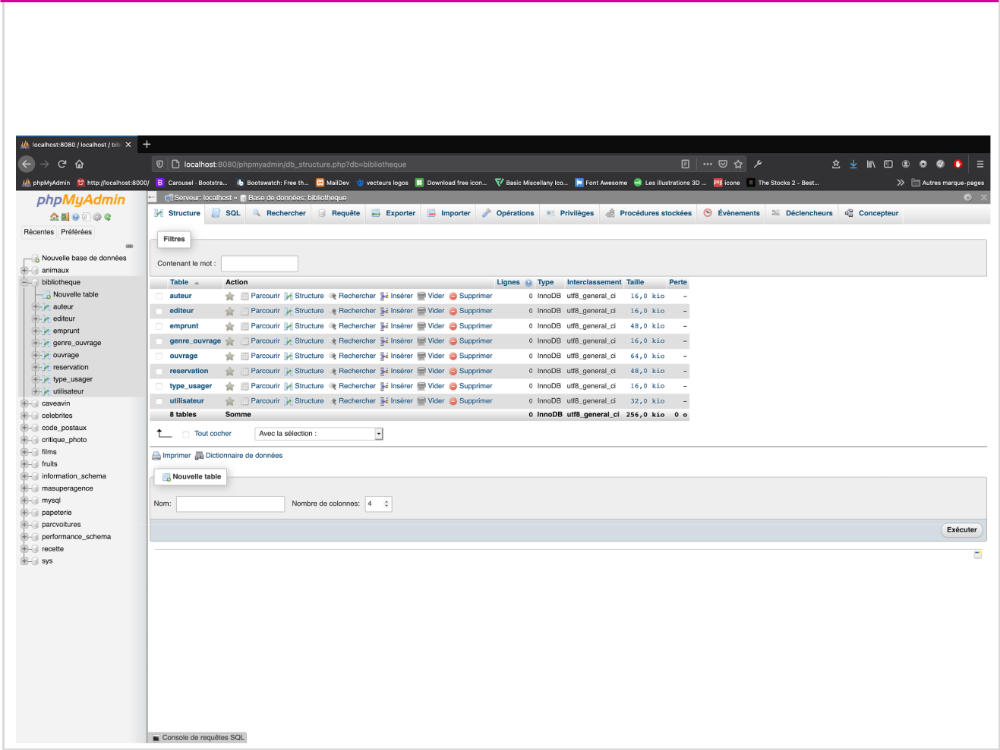 localhost:8080 / localhost / bib
localhost:8080/phpmyadmin/db_structure.php?db=bibliotheque
phpMyAdmin http://localhost:8000/ B Carousel - Bootstra... Bootswatch: Free th... MailDev vecteurs logos Download free icon... Basic Miscellany Ico... Font Awesome Les illustrations 3D ... png icone The Stocks 2 - Best... Autres marque-pages
phpMyAdmin
Récentes Préférées
Nouvelle base de données
animaux
bibliotheque
Nouvelle table
auteur
editeur
emprunt
genre_ouvrage
ouvrage
reservation
type_usager
utilisateur
caveavin
celebrites
code_postaux
critique_photo
films
fruits
information_schema
masuperagence
mysql
papeterie
parcvoitures
performance_schema
recette
sys
Serveur: localhost » Base de données: bibliotheque
Structure SQL Rechercher Requête Exporter Importer Opérations Privilèges Procédures stockées Évènements Déclencheurs Concepteur
Filtres
Contenant le mot :
Table Action Lignes Type Interclassement Taille Perte
auteur Parcourir Structure Rechercher Insérer Vider Supprimer 0 InnoDB utf8_general_ci 16,0 kio –
editeur Parcourir Structure Rechercher Insérer Vider Supprimer 0 InnoDB utf8_general_ci 16,0 kio –
emprunt Parcourir Structure Rechercher Insérer Vider Supprimer 0 InnoDB utf8_general_ci 48,0 kio –
genre_ouvrage Parcourir Structure Rechercher Insérer Vider Supprimer 0 InnoDB utf8_general_ci 16,0 kio –
ouvrage Parcourir Structure Rechercher Insérer Vider Supprimer 0 InnoDB utf8_general_ci 64,0 kio –
reservation Parcourir Structure Rechercher Insérer Vider Supprimer 0 InnoDB utf8_general_ci 48,0 kio –
type_usager Parcourir Structure Rechercher Insérer Vider Supprimer 0 InnoDB utf8_general_ci 16,0 kio –
utilisateur Parcourir Structure Rechercher Insérer Vider Supprimer 0 InnoDB utf8_general_ci 32,0 kio –
8 tables Somme 0 InnoDB utf8_general_ci 256,0 kio 0 o
Tout cocher Avec la sélection :
Imprimer Dictionnaire de données
Nouvelle table
Nom: Nombre de colonnes: 4
Exécuter
Console de requêtes SQL